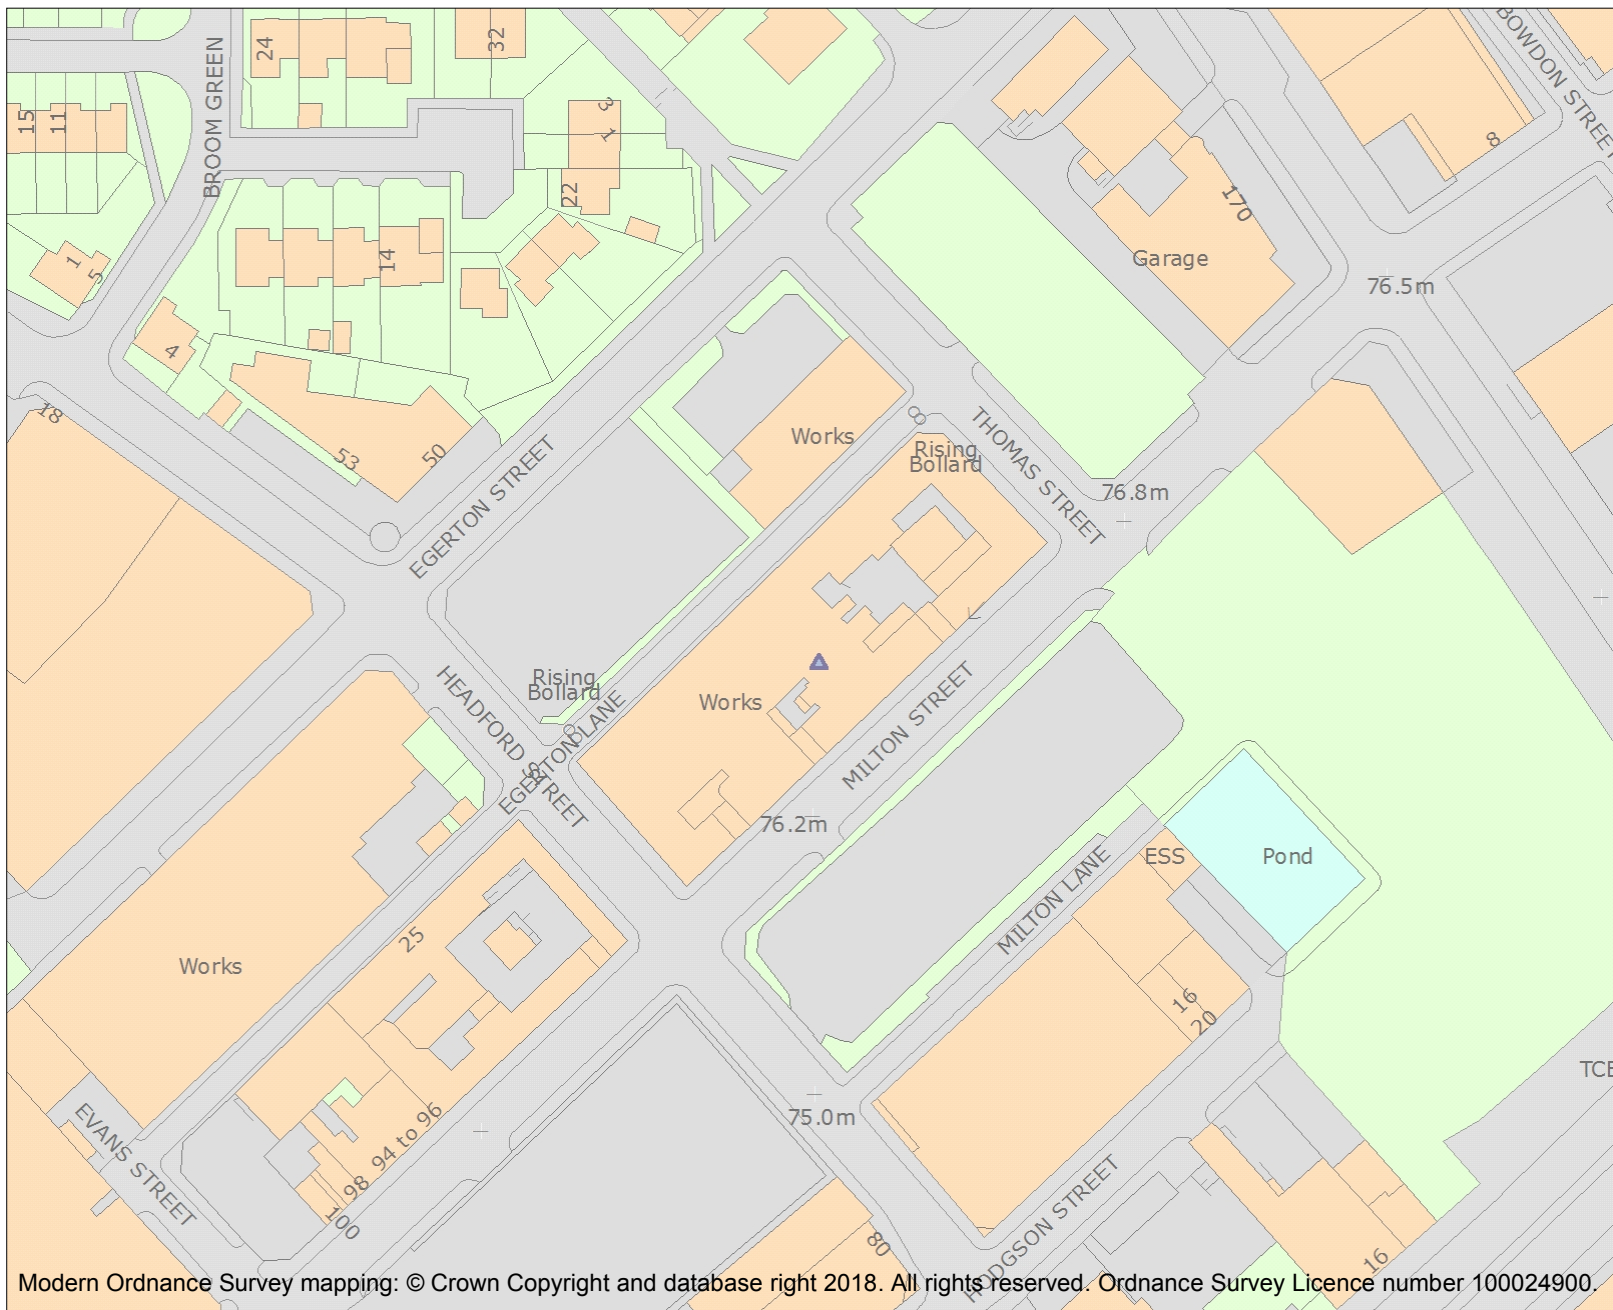 BROOM GREEN
24
32
3
1
22
15
11
BOWDON STREET
8
170
Garage
76.5m
14
1
5
4
18
53
50
EGERTON STREET
Works
Rising
Bollard
THOMAS STREET
76.8m
Rising
Bollard
HEADFORD STREET
EGERTON LANE
Works
MILTON STREET
76.2m
ESS
Pond
MILTON LANE
25
Works
16
20
TCB
75.0m
EVANS STREET
94 to 96
98
100
80
HODGSON STREET
16
Modern Ordnance Survey mapping: © Crown Copyright and database right 2018. All rights reserved. Ordnance Survey Licence number 100024900.